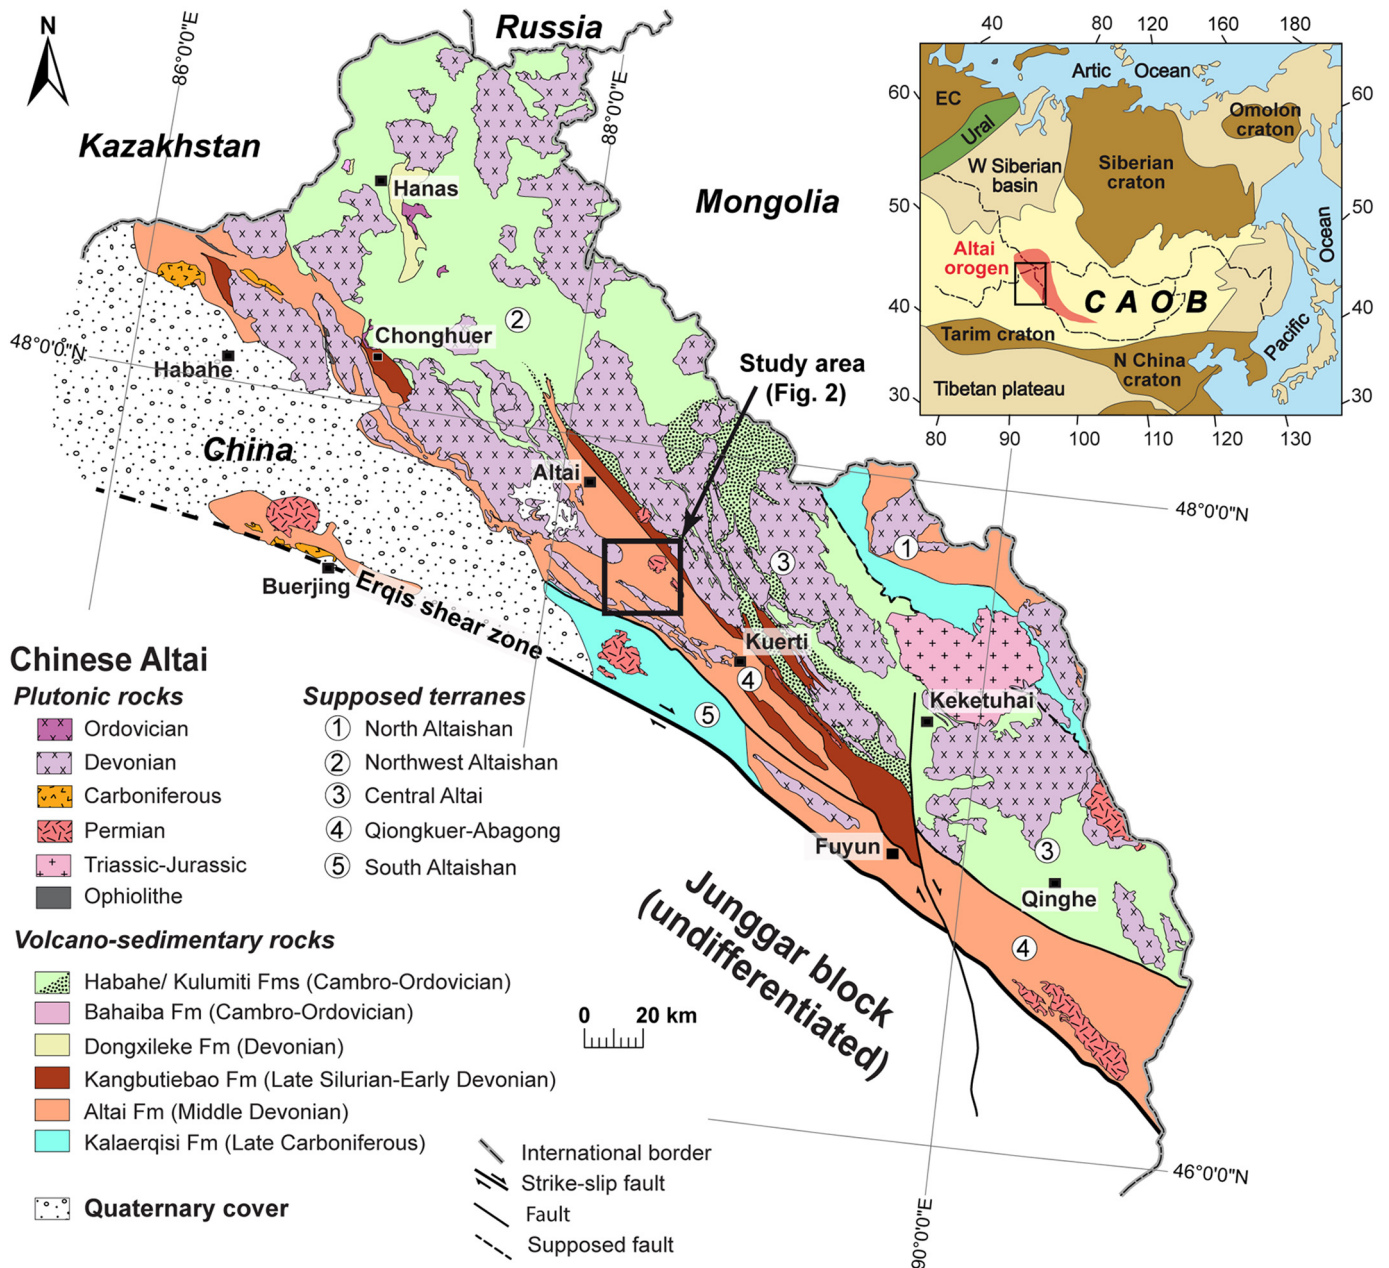 N
Russia
86°0'0"E
88°0'0"E
Kazakhstan
Mongolia
Hanas
2
Chonghuer
48°0'0"N
Habahe
China
Study area
(Fig. 2)
Altai
Buerjing
Erqis shear zone
3
1
48°0'0"N
Kuerti
4
5
Keketuhai
Fuyun
3
Qinghe
4
Junggar block
(undifferentiated)
46°0'0"N
90°0'0"E
40 80 120 160 180
60
50
40
30
60
50
40
30
80 90 100 110 120 130
Artic Ocean
EC
Ural
Omolon
craton
W Siberian
basin
Siberian
craton
Altai
orogen
CAOB
Pacific Ocean
Tarim craton
N China
craton
Tibetan plateau
Chinese Altai
Plutonic rocks
Ordovician
Devonian
Carboniferous
Permian
Triassic-Jurassic
Ophiolithe
Supposed terranes
1 North Altaishan
2 Northwest Altaishan
3 Central Altai
4 Qiongkuer-Abagong
5 South Altaishan
Volcano-sedimentary rocks
Habahe/ Kulumiti Fms (Cambro-Ordovician)
Bahaiba Fm (Cambro-Ordovician)
Dongxileke Fm (Devonian)
Kangbutiebao Fm (Late Silurian-Early Devonian)
Altai Fm (Middle Devonian)
Kalaerqisi Fm (Late Carboniferous)
Quaternary cover
0 20 km
International border
Strike-slip fault
Fault
Supposed fault